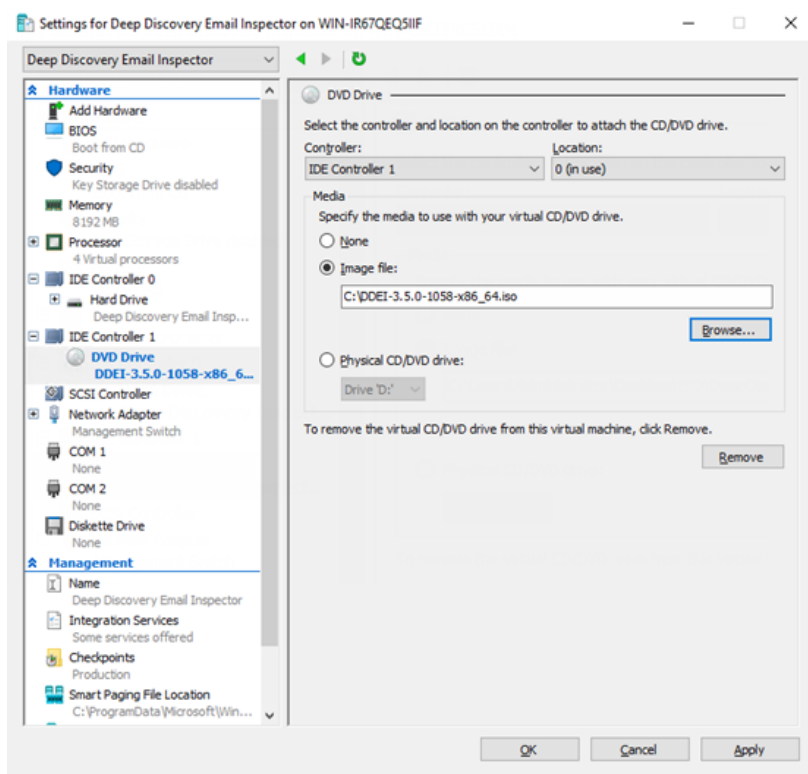 Settings for Deep Discovery Email Inspector on WIN-IR67QEQ5IIF
Deep Discovery Email Inspector
Hardware
Add Hardware
BIOS
Boot from CD
Security
Key Storage Drive disabled
Memory
8192 MB
Processor
4 Virtual processors
IDE Controller 0
Hard Drive
Deep Discovery Email Insp...
IDE Controller 1
DVD Drive
DDEI-3.5.0-1058-x86_6...
SCSI Controller
Network Adapter
Management Switch
COM 1
None
COM 2
None
Diskette Drive
None
Management
Name
Deep Discovery Email Inspector
Integration Services
Some services offered
Checkpoints
Production
Smart Paging File Location
C:\ProgramData\Microsoft\Win...
DVD Drive
Select the controller and location on the controller to attach the CD/DVD drive.
Controller: Location:
IDE Controller 1 0 (in use)
Media
Specify the media to use with your virtual CD/DVD drive.
None
Image file:
C:\DDEI-3.5.0-1058-x86_64.iso
Browse...
Physical CD/DVD drive:
Drive 'D:'
To remove the virtual CD/DVD drive from this virtual machine, click Remove.
Remove
OK Cancel Apply